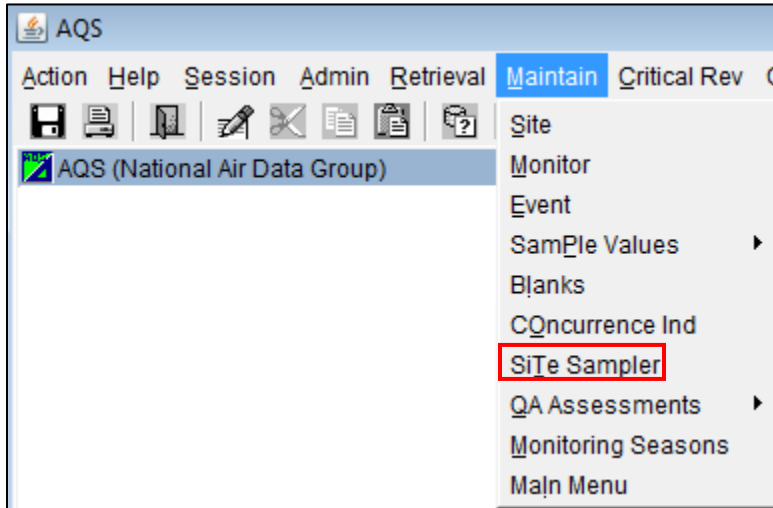 AQS
Action Help Session Admin Retrieval Maintain Critical Rev
AQS (National Air Data Group)
Site
Monitor
Event
SamPle Values
Blanks
COncurrence Ind
SiTe Sampler
QA Assessments
Monitoring Seasons
MaIn Menu